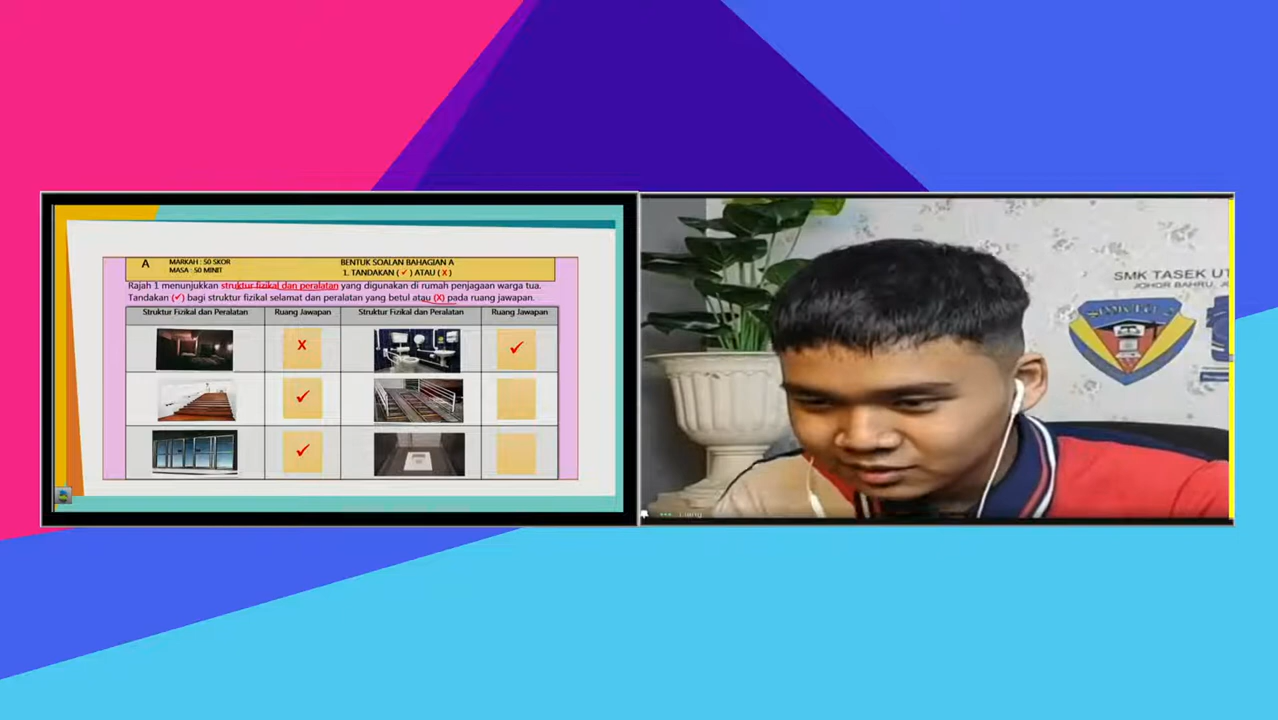 A
MARKAH : 50 SKOR
MASA : 50 MINIT
BENTUK SOALAN BAHAGIAN A
1. TANDAKAN ( ✓ ) ATAU ( X )
Rajah 1 menunjukkan struktur fizikal dan peralatan yang digunakan di rumah penjagaan warga tua.
Tandakan (✓) bagi struktur fizikal selamat dan peralatan yang betul atau (X) pada ruang jawapan.
Struktur Fizikal dan Peralatan Ruang Jawapan Struktur Fizikal dan Peralatan Ruang Jawapan
X ✓
✓
✓
SMK TASEK UT
JOHOR BAHRU, JO